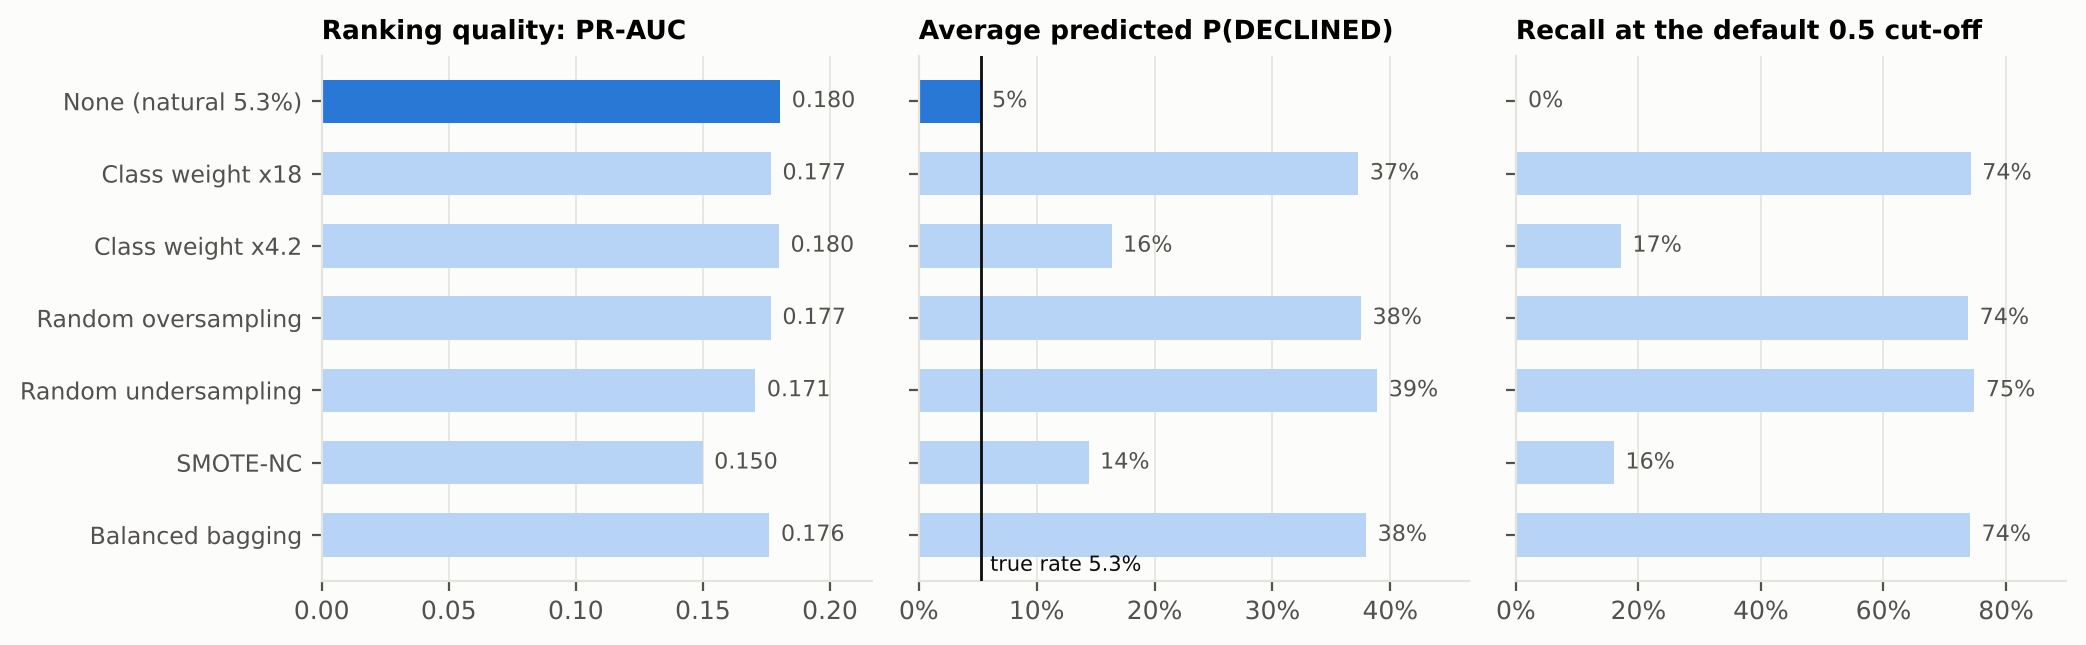 Ranking quality: PR-AUC
Average predicted P(DECLINED)
Recall at the default 0.5 cut-off
None (natural 5.3%) 0.180 5% 0%
Class weight x18 0.177 37% 74%
Class weight x4.2 0.180 16% 17%
Random oversampling 0.177 38% 74%
Random undersampling 0.171 39% 75%
SMOTE-NC 0.150 14% 16%
Balanced bagging 0.176 38% 74%
true rate 5.3%
0.00 0.05 0.10 0.15 0.20 0% 10% 20% 30% 40% 0% 20% 40% 60% 80%